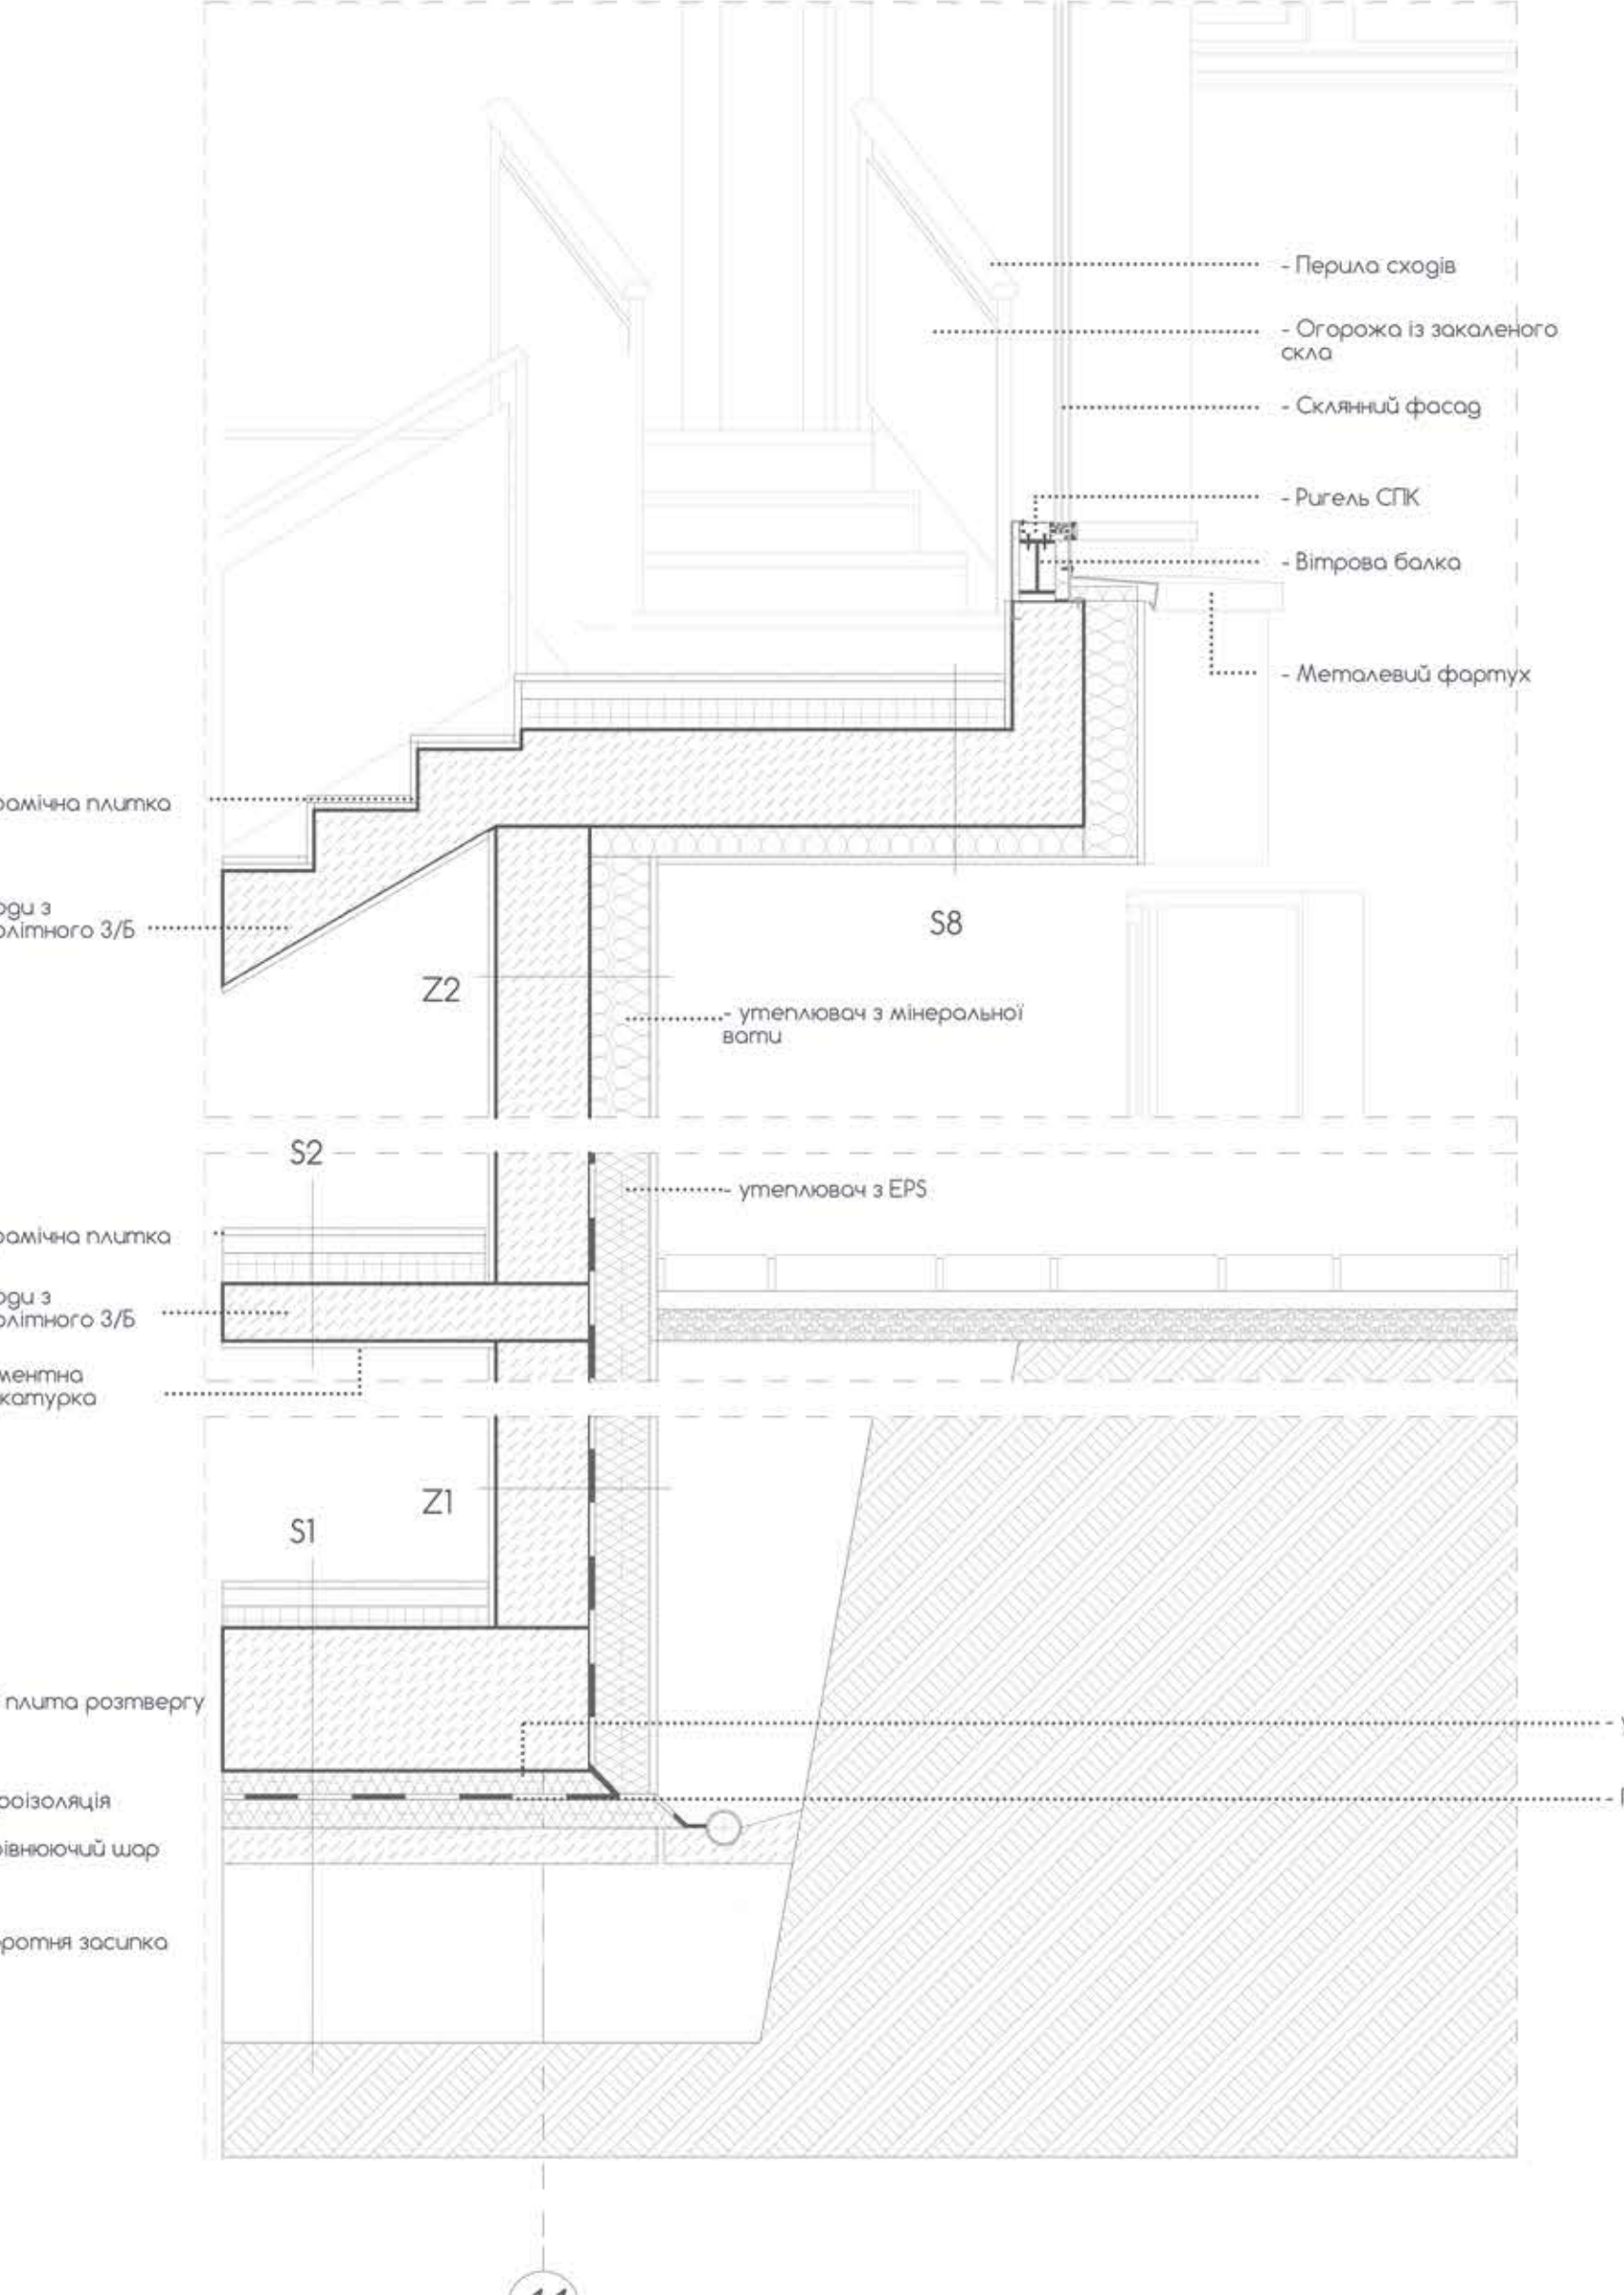 - Перила сходів
- Огорожа із закаленого
скла
- Склянний фасад
- Ригель СПК
- Вітрова балка
- Металевий фартух
рамічна плитка
S8
оди з
олітного З/Б
Z2
- утеплювач з мінеральної
вати
S2
- утеплювач з EPS
рамічна плитка
оди з
олітного З/Б
ментна
катурка
Z1
S1
плита розтвергу
роізоляція
рівнюючий шар
ротня засипка